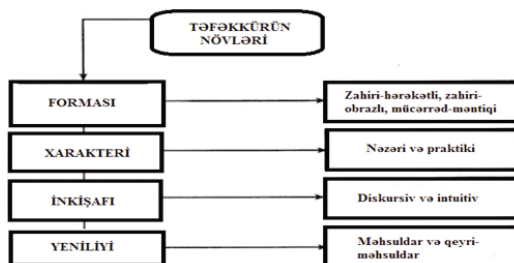 TƏFƏKKÜRÜN
NÖVLƏRİ
FORMASI
Zahiri-hərəkətli, zahiri-
obrazlı, mücərrəd-məntiqi
XARAKTERİ
Nəzəri və praktiki
İNKİŞAFI
Diskursiv və intuitiv
YENİLİYİ
Məhsuldar və qeyri-
məhsuldar